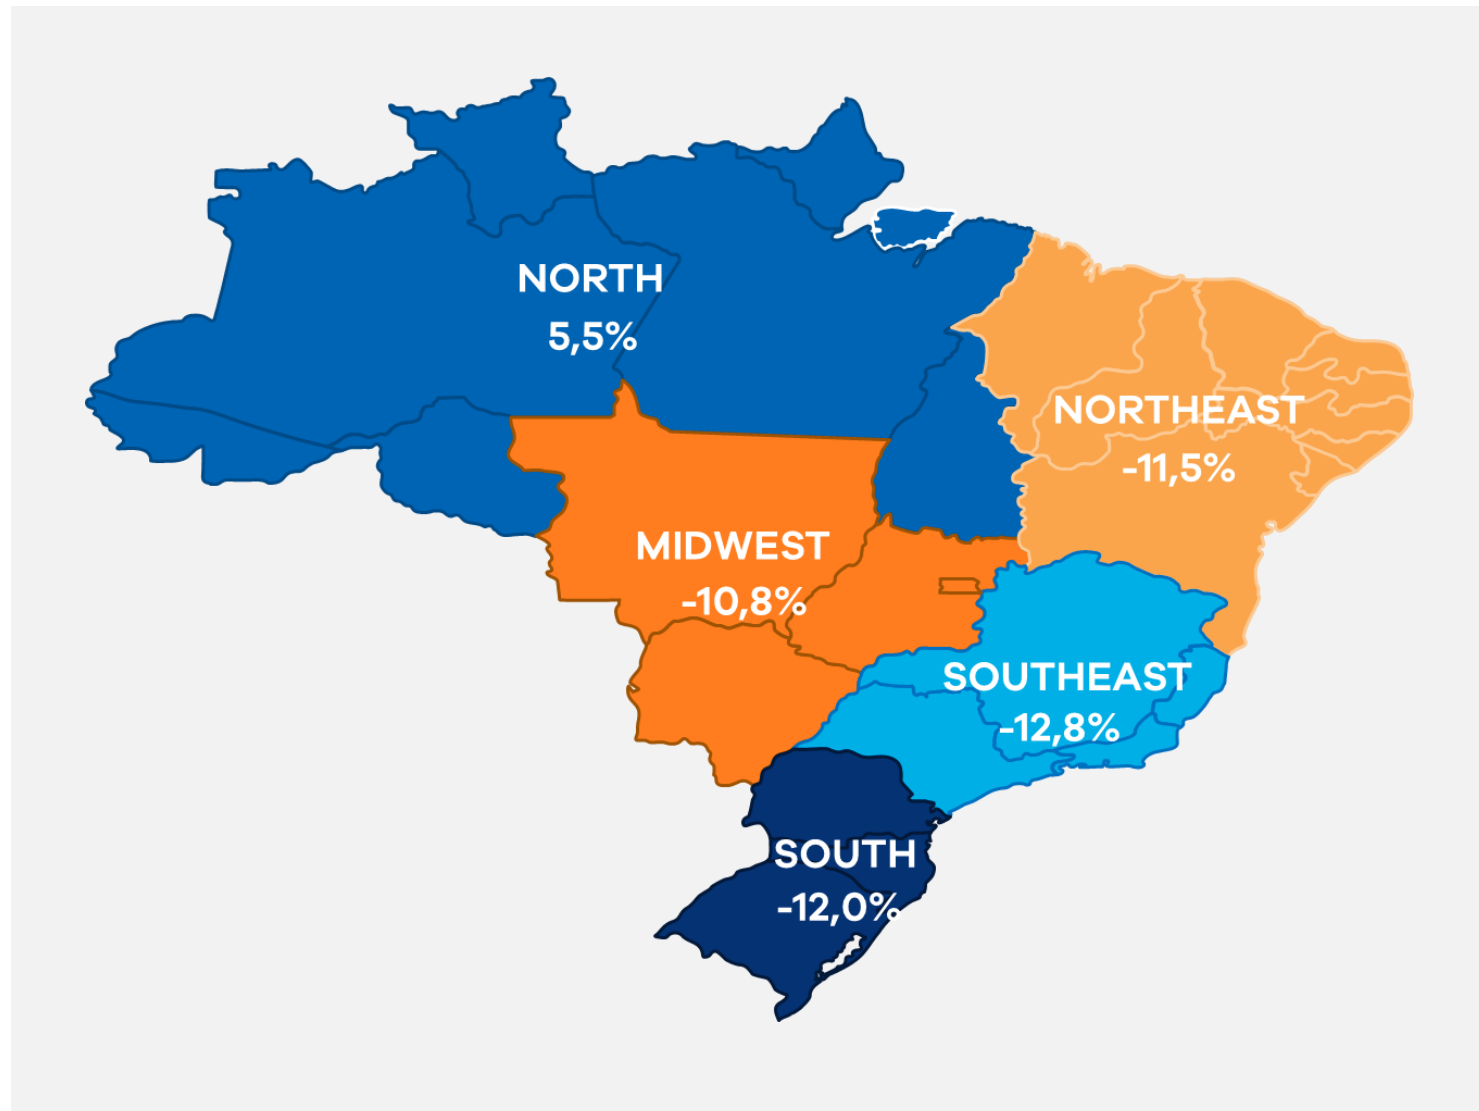 NORTH
5,5%
NORTHEAST
-11,5%
MIDWEST
-10,8%
SOUTHEAST
-12,8%
SOUTH
-12,0%